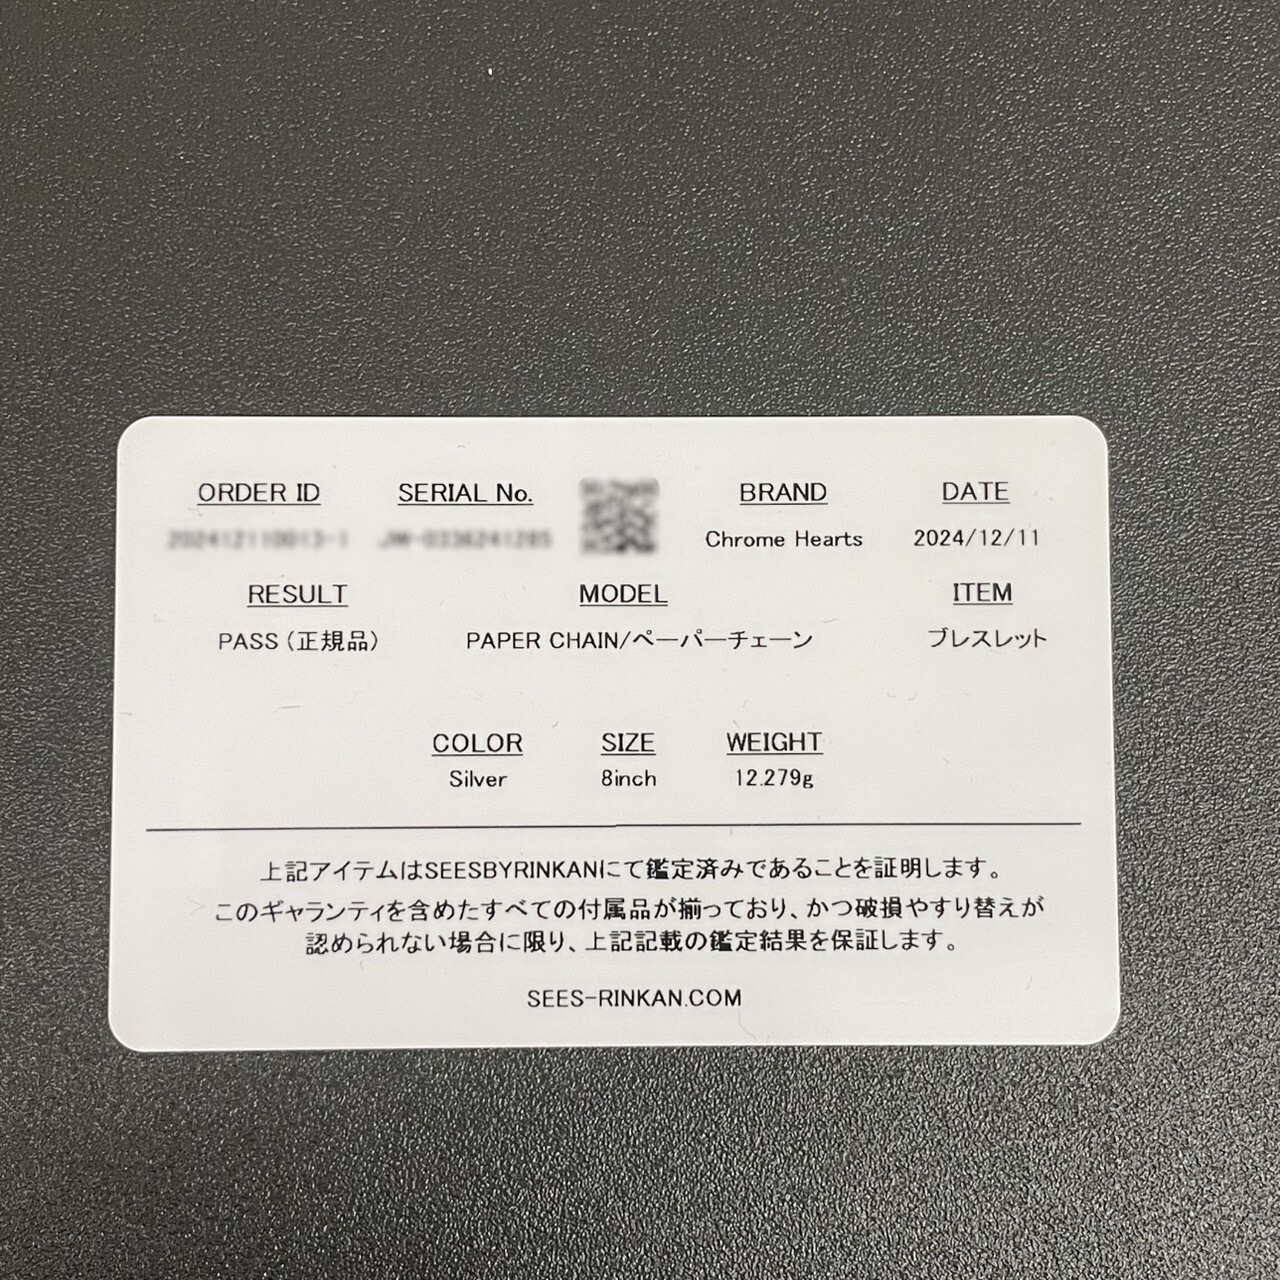 ORDER ID SERIAL No. BRAND DATE
Chrome Hearts 2024/12/11
RESULT MODEL ITEM
PASS (正規品) PAPER CHAIN/ペーパーチェーン ブレスレット
COLOR SIZE WEIGHT
Silver 8inch 12.279g
上記アイテムはSEESBYRINKANにて鑑定済みであることを証明します。
このギャランティを含めたすべての付属品が揃っており、かつ破損やすり替えが
認められない場合に限り、上記記載の鑑定結果を保証します。
SEES-RINKAN.COM